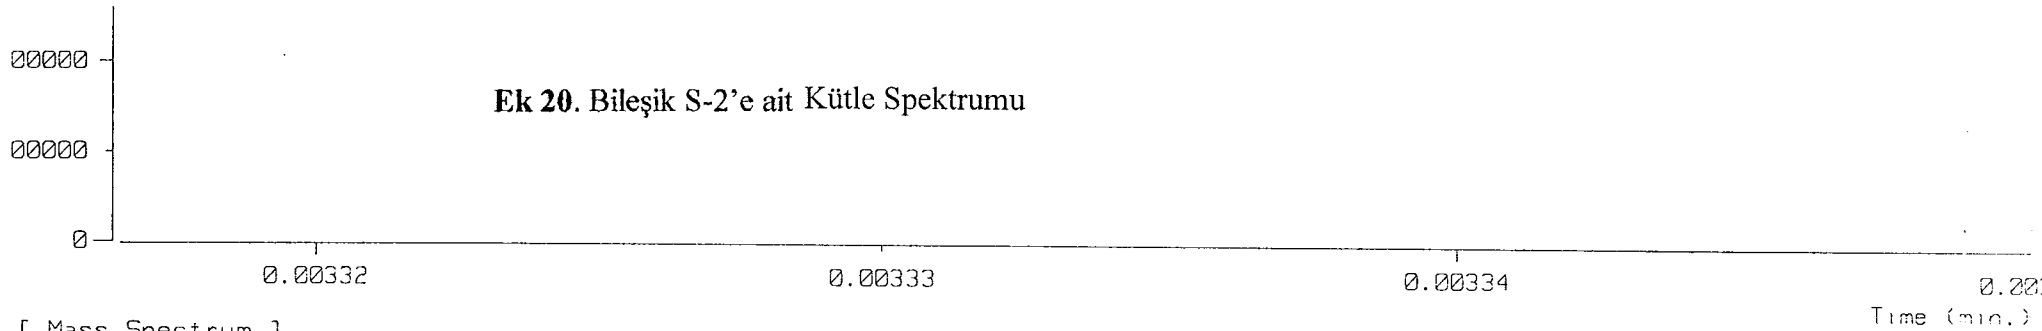 00000
Ek 20. Bileşik S-2'e ait Kütle Spektrumu
00000
0
0.00332 0.00333 0.00334
Time (min.)
[ Mass Spectrum ]